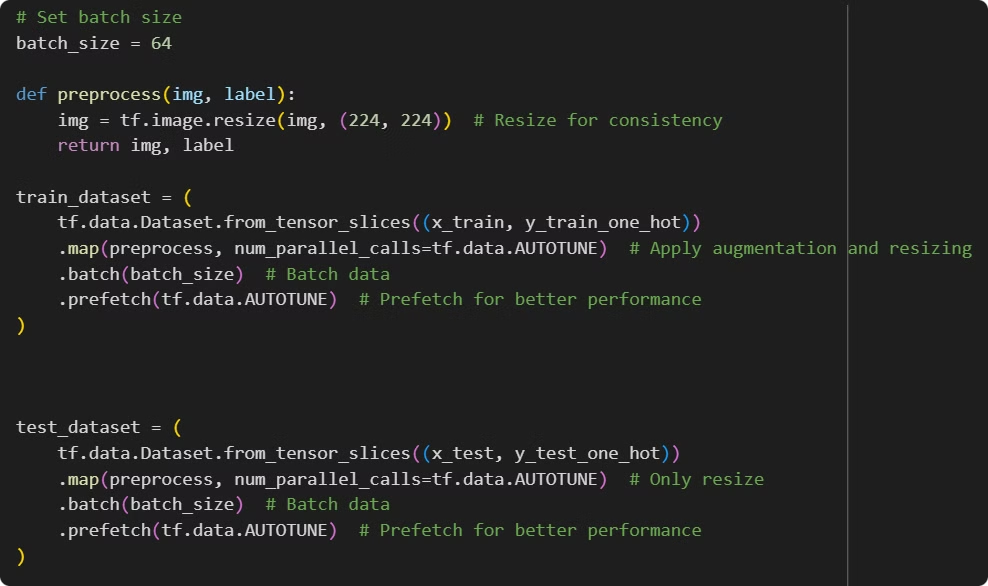 # Set batch size
batch_size = 64
def preprocess(img, label):
    img = tf.image.resize(img, (224, 224))  # Resize for consistency
    return img, label
train_dataset = (
    tf.data.Dataset.from_tensor_slices((x_train, y_train_one_hot))
    .map(preprocess, num_parallel_calls=tf.data.AUTOTUNE)  # Apply augmentation and resizing
    .batch(batch_size)  # Batch data
    .prefetch(tf.data.AUTOTUNE)  # Prefetch for better performance
)
test_dataset = (
    tf.data.Dataset.from_tensor_slices((x_test, y_test_one_hot))
    .map(preprocess, num_parallel_calls=tf.data.AUTOTUNE)  # Only resize
    .batch(batch_size)  # Batch data
    .prefetch(tf.data.AUTOTUNE)  # Prefetch for better performance
)